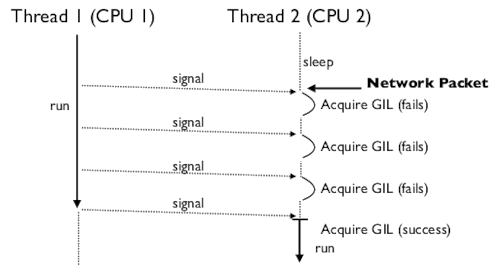 Thread 1 (CPU 1) Thread 2 (CPU 2)
sleep
signal
Network Packet
run
Acquire GIL (fails)
signal
Acquire GIL (fails)
signal
Acquire GIL (fails)
signal
Acquire GIL (success)
run